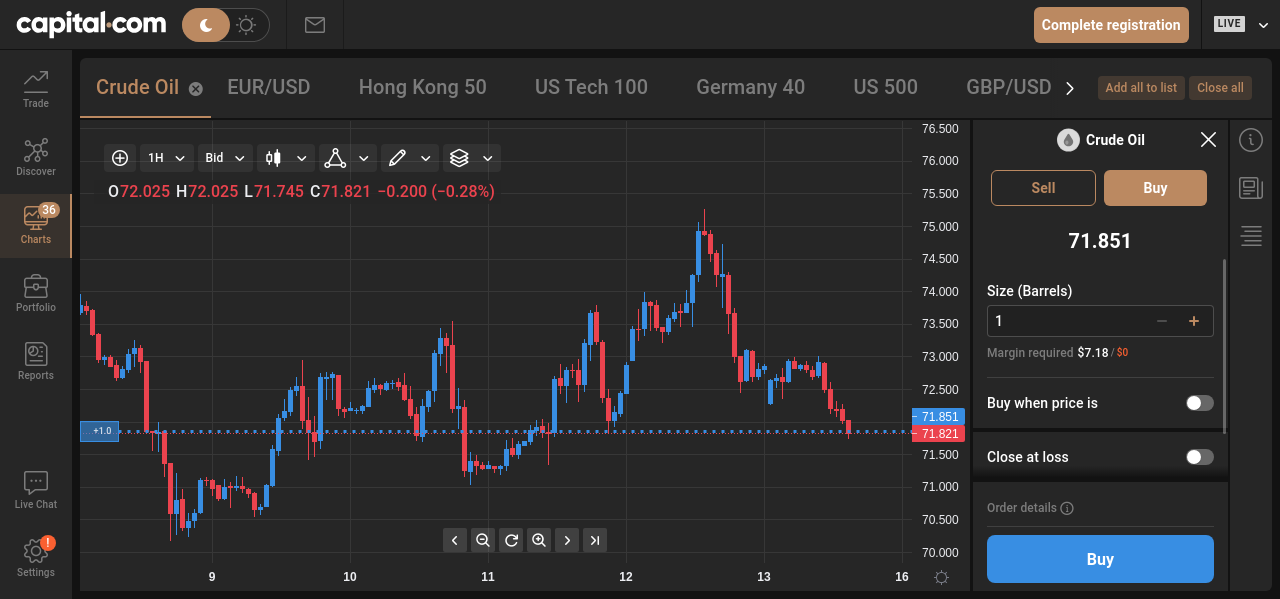 capital.com
Complete registration
LIVE
Trade
Discover
36
Charts
Portfolio
Reports
Live Chat
!
Settings
Crude Oil
EUR/USD
Hong Kong 50
US Tech 100
Germany 40
US 500
GBP/USD
Add all to list
Close all
1H
Bid
O72.025 H72.025 L71.745 C71.821 −0.200 (−0.28%)
+1.0
76.500
76.000
75.500
75.000
74.500
74.000
73.500
73.000
72.500
71.851
71.821
71.500
71.000
70.500
70.000
9
10
11
12
13
16
Crude Oil
Sell
Buy
71.851
Size (Barrels)
1
Margin required $7.18 / $0
Buy when price is
Close at loss
Order details
Buy